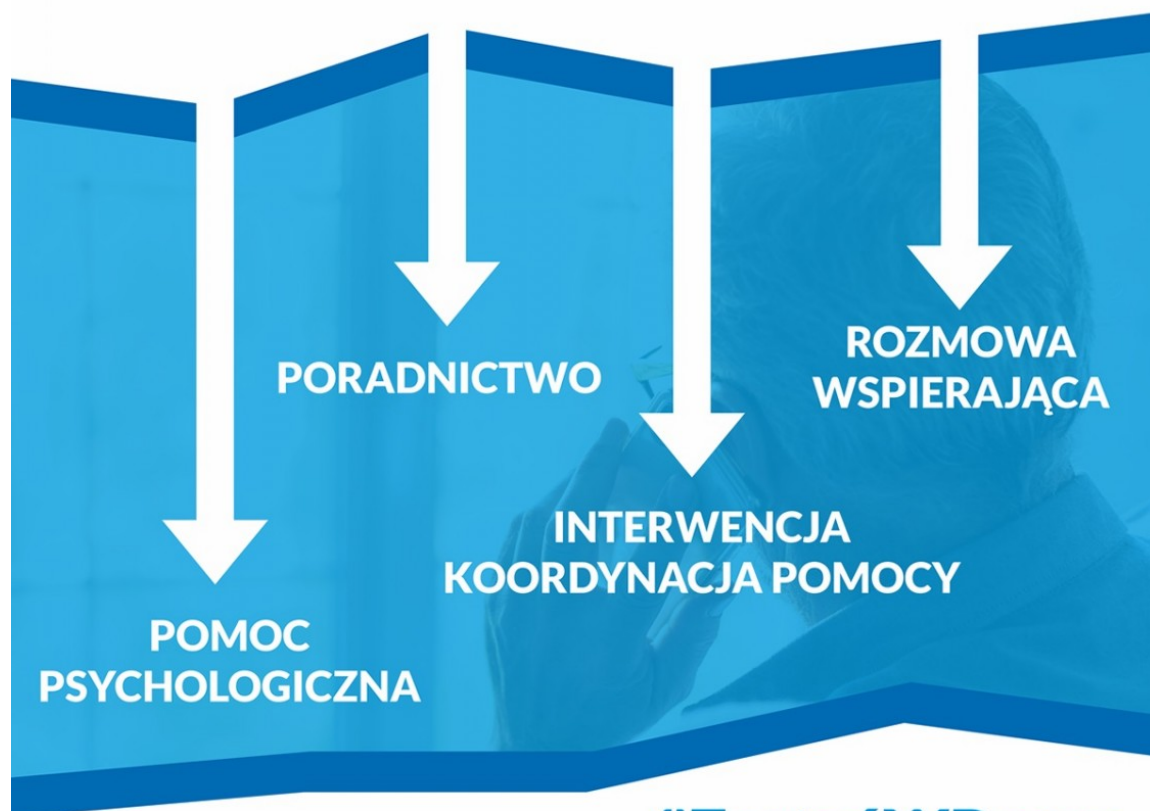 PORADNICTWO
ROZMOWA
WSPIERAJĄCA
INTERWENCJA
KOORDYNACJA POMOCY
POMOC
PSYCHOLOGICZNA